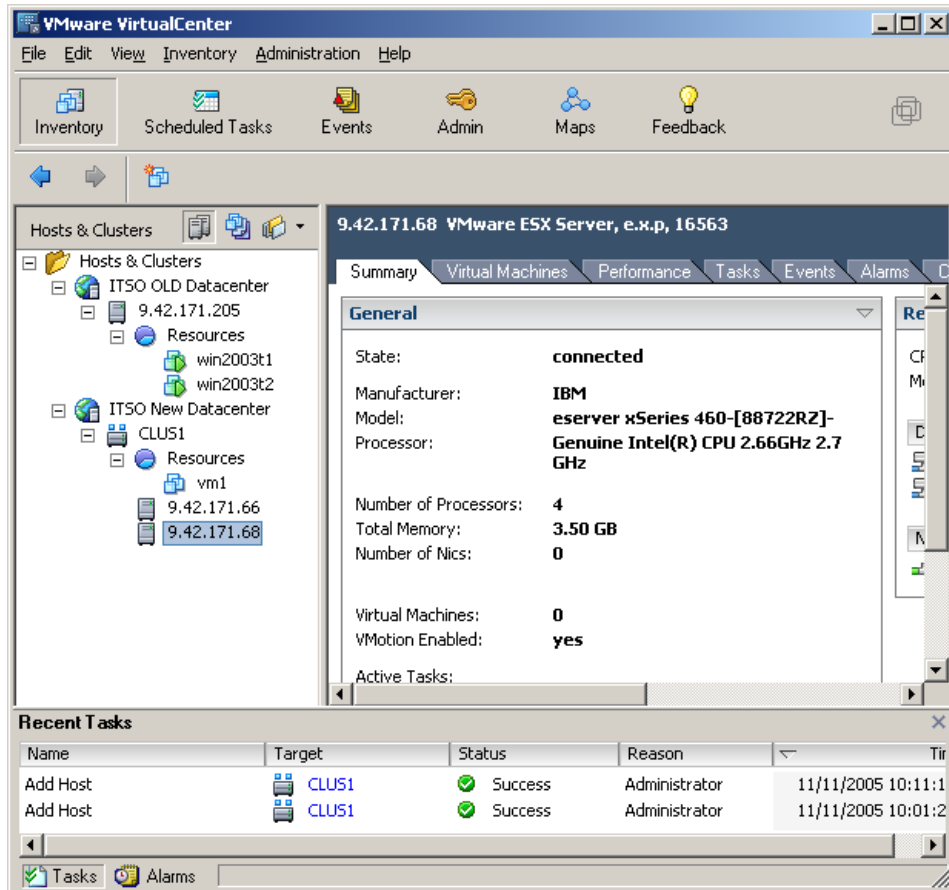 VMware VirtualCenter
File Edit View Inventory Administration Help
Inventory Scheduled Tasks Events Admin Maps Feedback
Hosts & Clusters
Hosts & Clusters
ITSO OLD Datacenter
9.42.171.205
Resources
win2003t1
win2003t2
ITSO New Datacenter
CLUS1
Resources
vm1
9.42.171.66
9.42.171.68
9.42.171.68 VMware ESX Server, e.x.p, 16563
Summary Virtual Machines Performance Tasks Events Alarms
General
State: connected
Manufacturer: IBM
Model: eserver xSeries 460-[88722RZ]-
Processor: Genuine Intel(R) CPU 2.66GHz 2.7
GHz
Number of Processors: 4
Total Memory: 3.50 GB
Number of Nics: 0
Virtual Machines: 0
VMotion Enabled: yes
Active Tasks:
Re
Recent Tasks
Name Target Status Reason Tir
Add Host CLUS1 Success Administrator 11/11/2005 10:11:1
Add Host CLUS1 Success Administrator 11/11/2005 10:01:2
Tasks Alarms